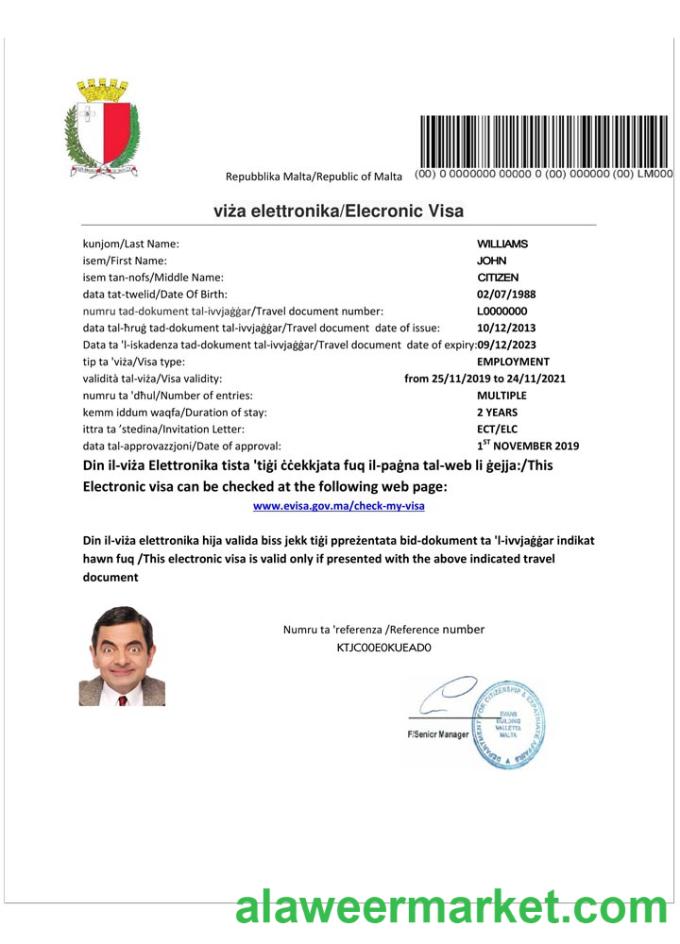 Repubblika Malta/Republic of Malta
(00) 0 0000000 00000 0 (00) 000000 (00) LM000
viża elettronika/Elecronic Visa
kunjom/Last Name: WILLIAMS
isem/First Name: JOHN
isem tan-nofs/Middle Name: CITIZEN
data tat-twelid/Date Of Birth: 02/07/1988
numru tad-dokument tal-ivvjaġġar/Travel document number: L0000000
data tal-ħruġ tad-dokument tal-ivvjaġġar/Travel document date of issue: 10/12/2013
Data ta 'l-iskadenza tad-dokument tal-ivvjaġġar/Travel document date of expiry:09/12/2023
tip ta 'viża/Visa type: EMPLOYMENT
validità tal-viża/Visa validity: from 25/11/2019 to 24/11/2021
numru ta 'dħul/Number of entries: MULTIPLE
kemm iddum waqfa/Duration of stay: 2 YEARS
ittra ta 'stedina/Invitation Letter: ECT/ELC
data tal-approvazzjoni/Date of approval: 1ST NOVEMBER 2019
Din il-viża Elettronika tista 'tiġi ċċekkjata fuq il-paġna tal-web li ġejja:/This
Electronic visa can be checked at the following web page:
www.evisa.gov.ma/check-my-visa
Din il-viża elettronika hija valida biss jekk tiġi ppreżentata bid-dokument ta 'l-ivvjaġġar indikat
hawn fuq /This electronic visa is valid only if presented with the above indicated travel
document
Numru ta 'referenza /Reference number
KTJC00E0KUEAD0
F/Senior Manager
DEPARTMENT FOR CITIZENSHIP & EXPATRIATE AFFAIRS
EVANS
BUILDING
VALLETTA
MALTA
alaweermarket.com